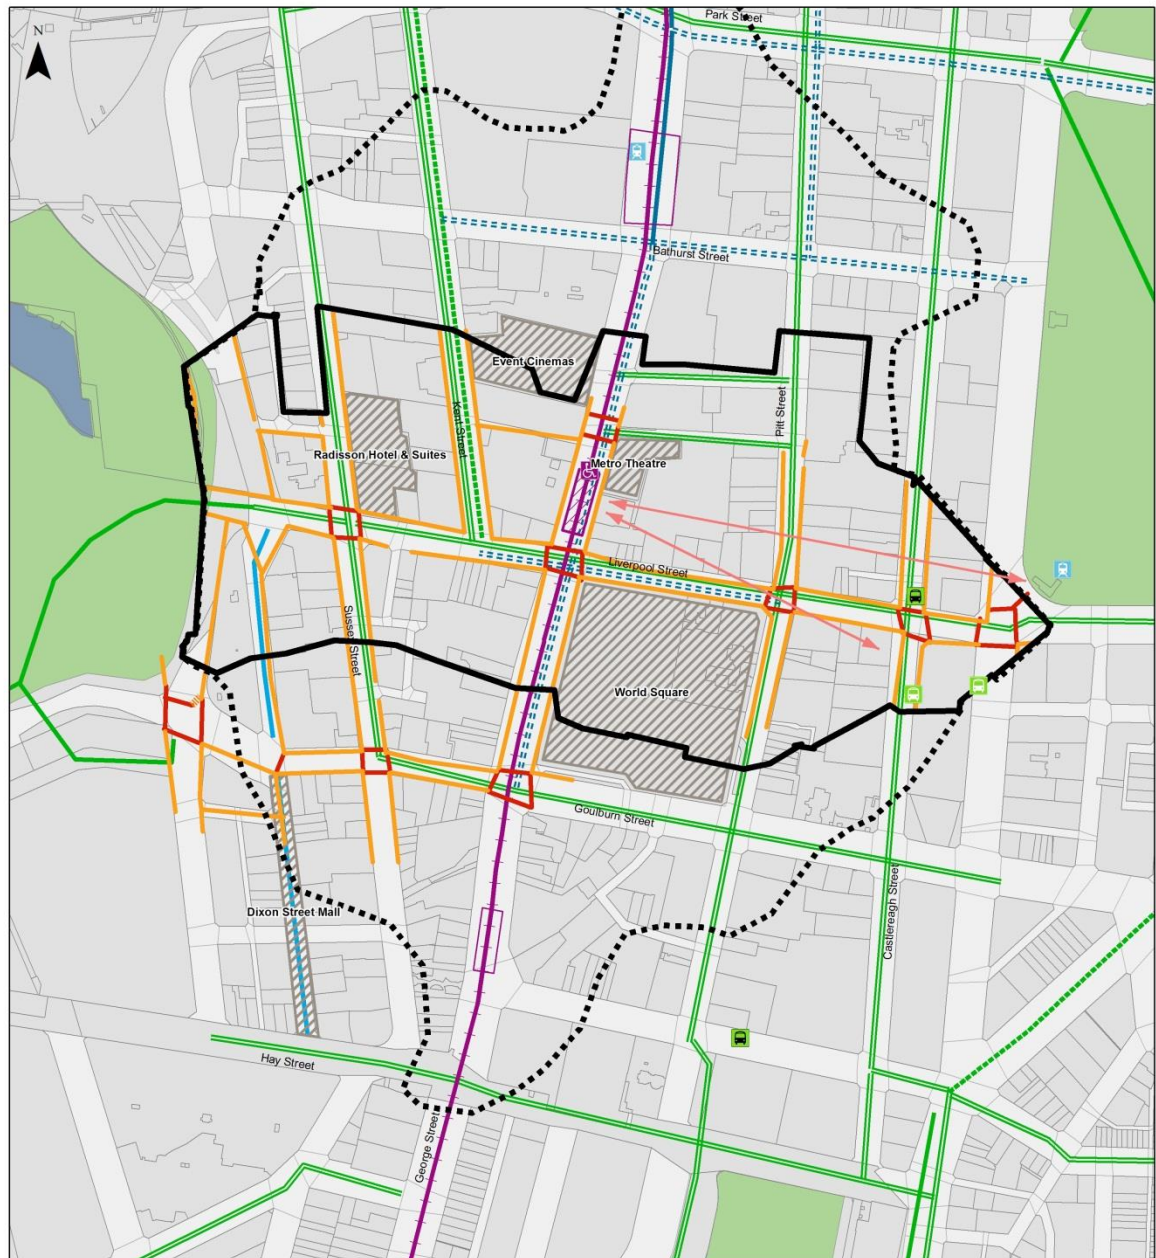 N
Park Street
Bathurst Street
Event Cinemas
Kent Street
Pitt Street
Radisson Hotel & Suites
Metro Theatre
Liverpool Street
Sussex Street
World Square
Goulburn Street
Castlereagh Street
Dixon Street Mall
Hay Street
George Street